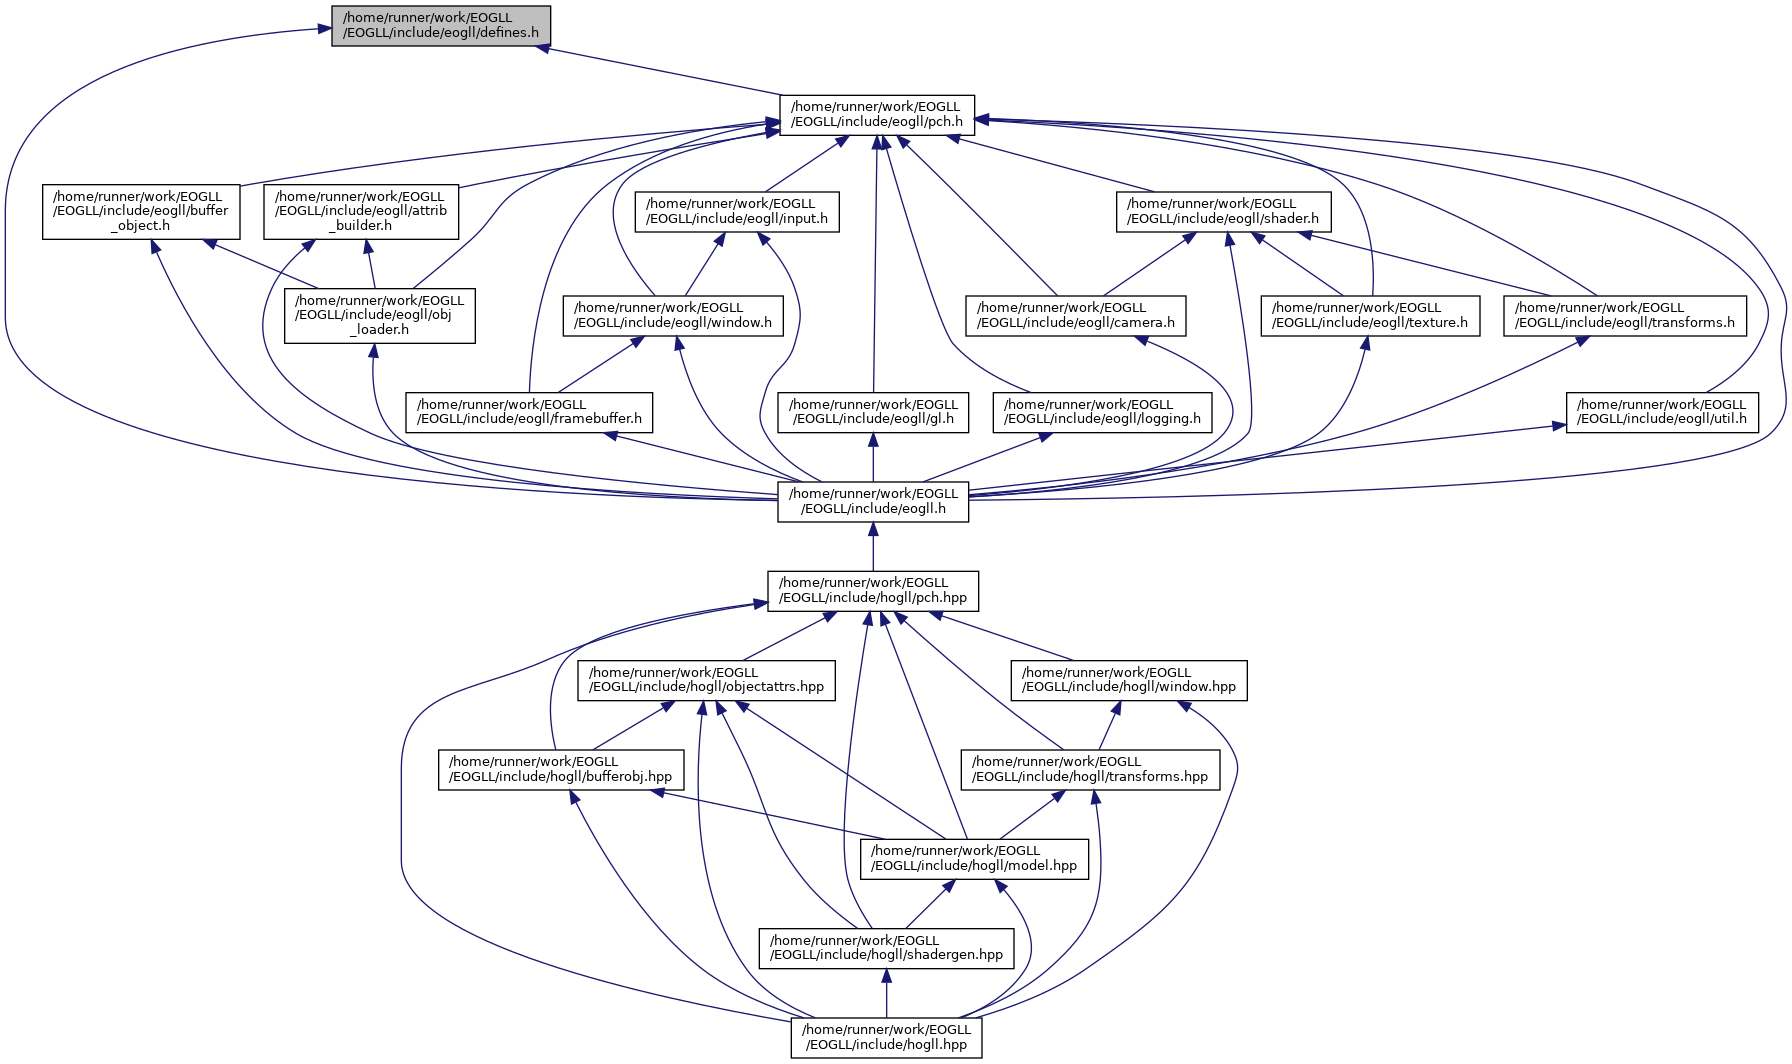 /home/runner/work/EOGLL
/EOGLL/include/eogll/defines.h
/home/runner/work/EOGLL
/EOGLL/include/eogll/pch.h
/home/runner/work/EOGLL
/EOGLL/include/eogll/buffer
_object.h
/home/runner/work/EOGLL
/EOGLL/include/eogll/attrib
_builder.h
/home/runner/work/EOGLL
/EOGLL/include/eogll/input.h
/home/runner/work/EOGLL
/EOGLL/include/eogll/shader.h
/home/runner/work/EOGLL
/EOGLL/include/eogll/obj
_loader.h
/home/runner/work/EOGLL
/EOGLL/include/eogll/window.h
/home/runner/work/EOGLL
/EOGLL/include/eogll/camera.h
/home/runner/work/EOGLL
/EOGLL/include/eogll/texture.h
/home/runner/work/EOGLL
/EOGLL/include/eogll/transforms.h
/home/runner/work/EOGLL
/EOGLL/include/eogll/framebuffer.h
/home/runner/work/EOGLL
/EOGLL/include/eogll/gl.h
/home/runner/work/EOGLL
/EOGLL/include/eogll/logging.h
/home/runner/work/EOGLL
/EOGLL/include/eogll/util.h
/home/runner/work/EOGLL
/EOGLL/include/eogll.h
/home/runner/work/EOGLL
/EOGLL/include/hogll/pch.hpp
/home/runner/work/EOGLL
/EOGLL/include/hogll/objectattrs.hpp
/home/runner/work/EOGLL
/EOGLL/include/hogll/window.hpp
/home/runner/work/EOGLL
/EOGLL/include/hogll/bufferobj.hpp
/home/runner/work/EOGLL
/EOGLL/include/hogll/transforms.hpp
/home/runner/work/EOGLL
/EOGLL/include/hogll/model.hpp
/home/runner/work/EOGLL
/EOGLL/include/hogll/shadergen.hpp
/home/runner/work/EOGLL
/EOGLL/include/hogll.hpp